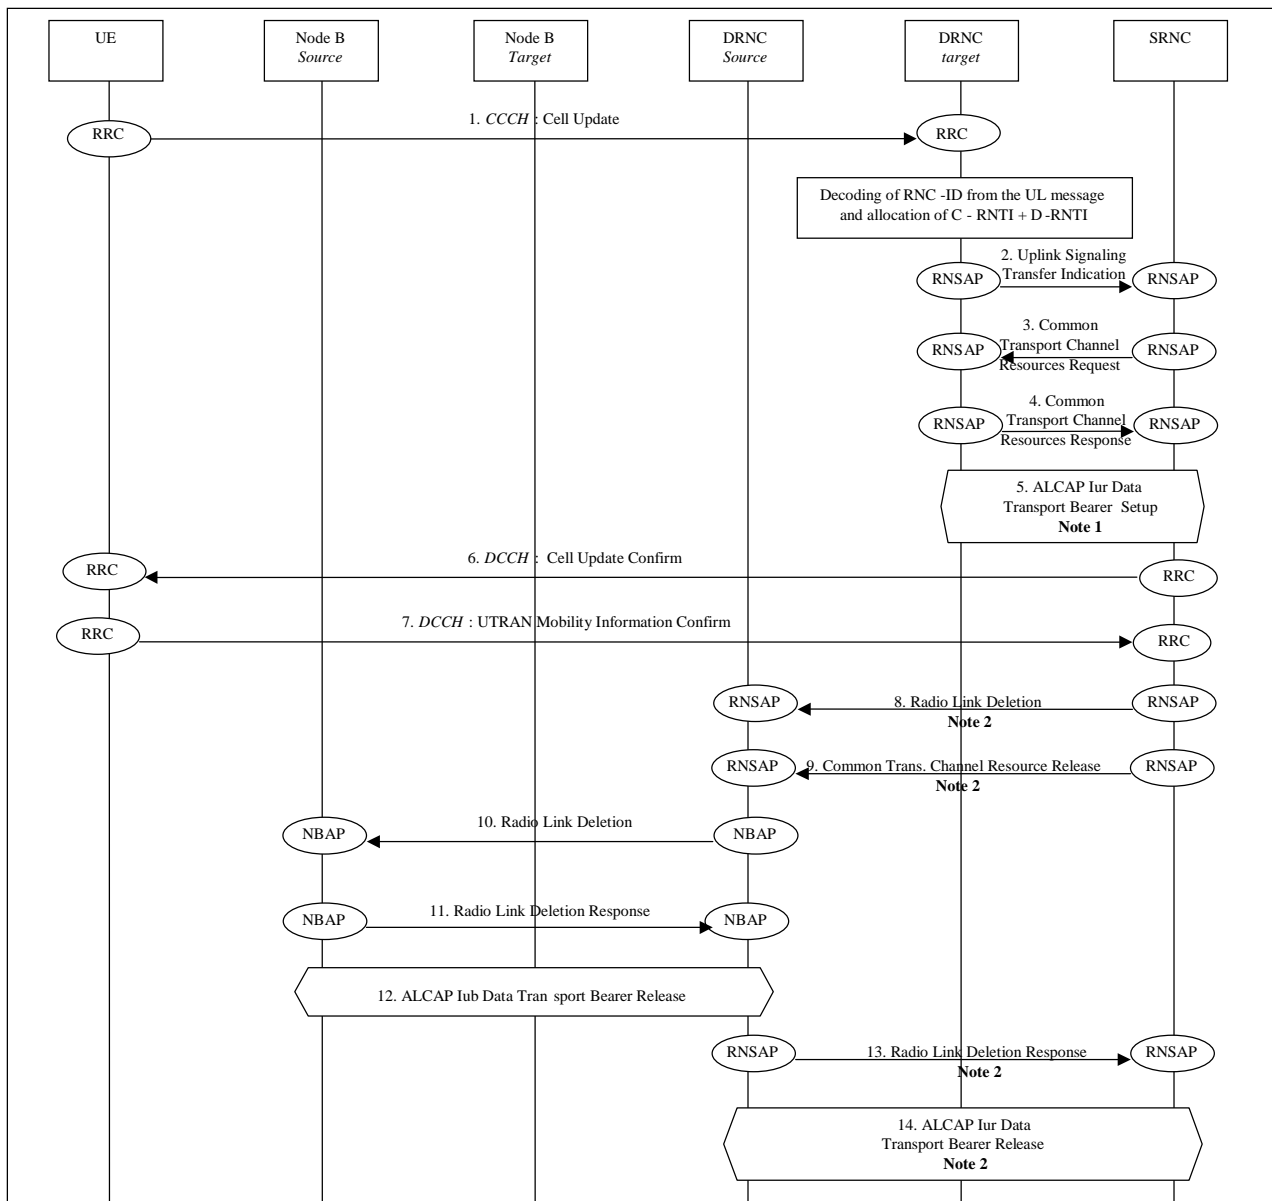 UE
Node B
Source
Node B
Target
DRNC
Source
DRNC
target
SRNC
1. CCCH : Cell Update
RRC
RRC
Decoding of RNC -ID from the UL message
and allocation of C - RNTI + D -RNTI
2. Uplink Signaling
Transfer Indication
RNSAP
RNSAP
3. Common
Transport Channel
Resources Request
RNSAP
RNSAP
4. Common
Transport Channel
Resources Response
RNSAP
RNSAP
5. ALCAP Iur Data
Transport Bearer Setup
Note 1
6. DCCH : Cell Update Confirm
RRC
RRC
7. DCCH : UTRAN Mobility Information Confirm
RRC
RRC
RNSAP
8. Radio Link Deletion
Note 2
RNSAP
RNSAP
9. Common Trans. Channel Resource Release
Note 2
RNSAP
NBAP
10. Radio Link Deletion
NBAP
NBAP
11. Radio Link Deletion Response
NBAP
12. ALCAP Iub Data Tran sport Bearer Release
RNSAP
13. Radio Link Deletion Response
Note 2
RNSAP
14. ALCAP Iur Data
Transport Bearer Release
Note 2